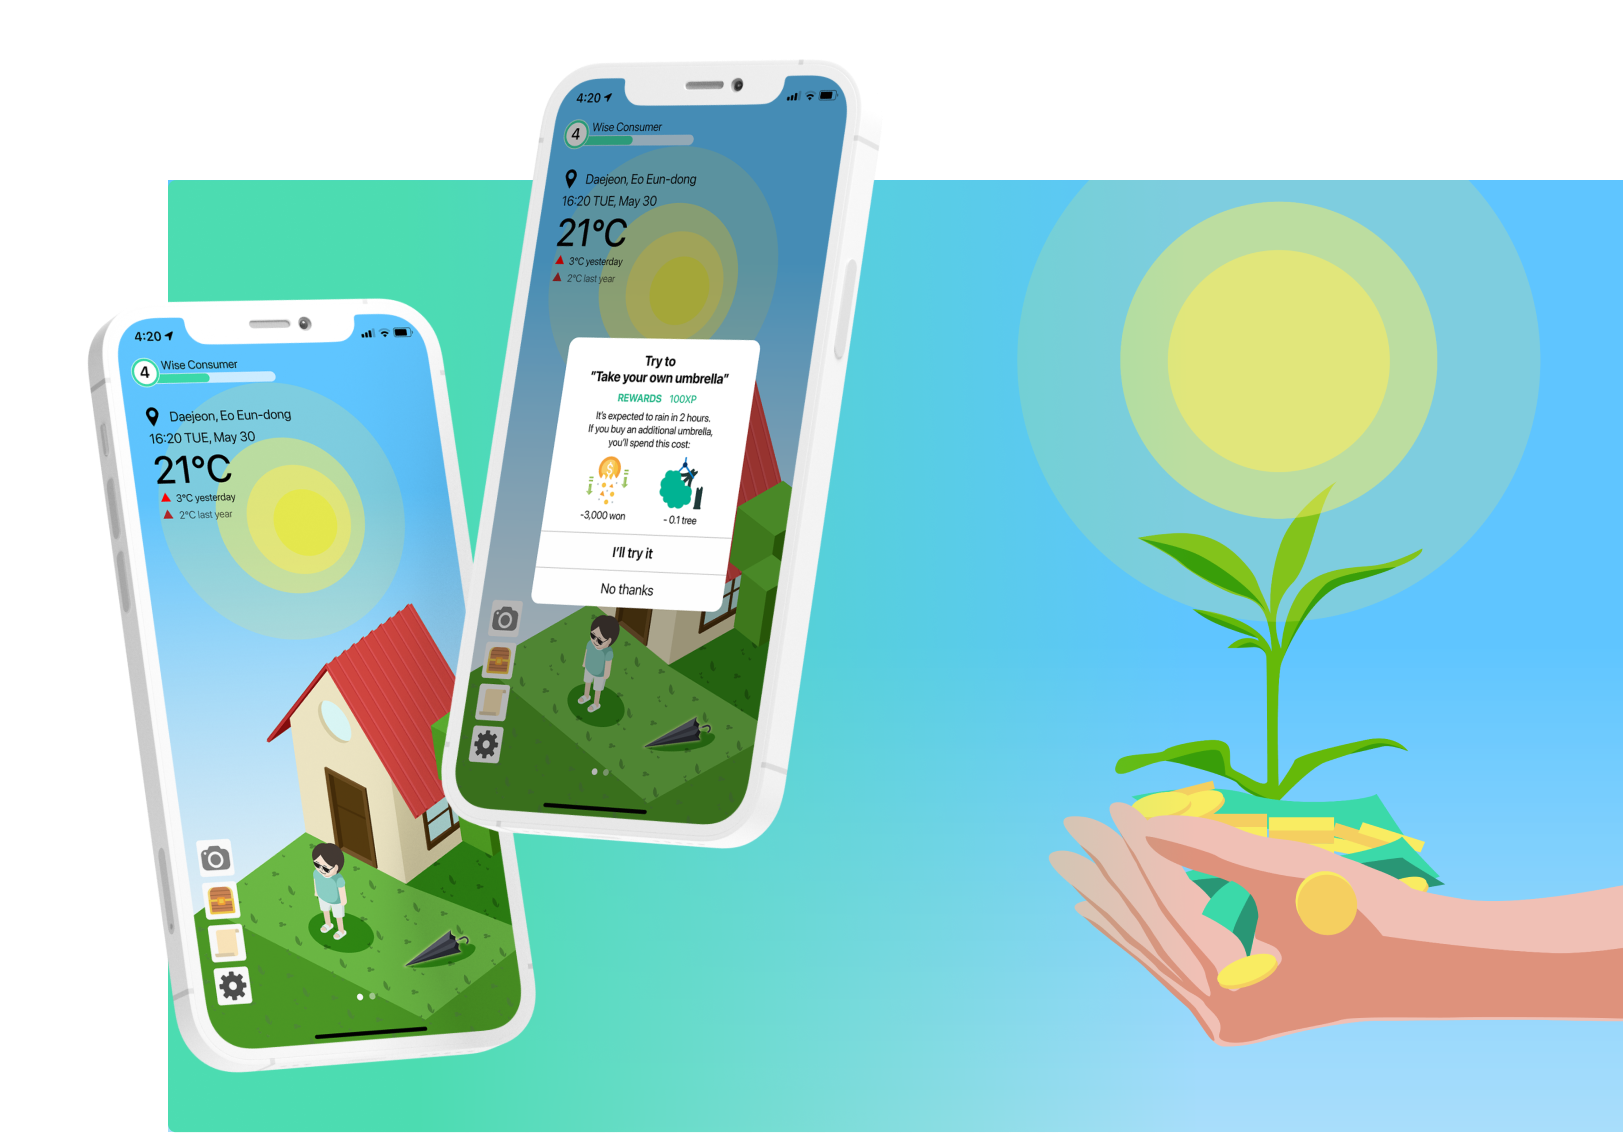 4:20
4
Wise Consumer
Daejeon, Eo Eun-dong
16:20 TUE, May 30
21°C
3°C yesterday
2°C last year
4:20
4
Wise Consumer
Daejeon, Eo Eun-dong
16:20 TUE, May 30
21°C
3°C yesterday
2°C last year
Try to
"Take your own umbrella"
REWARDS 100XP
It's expected to rain in 2 hours.
If you buy an additional umbrella,
you'll spend this cost:
$
-3,000 won
- 0.1 tree
I'll try it
No thanks